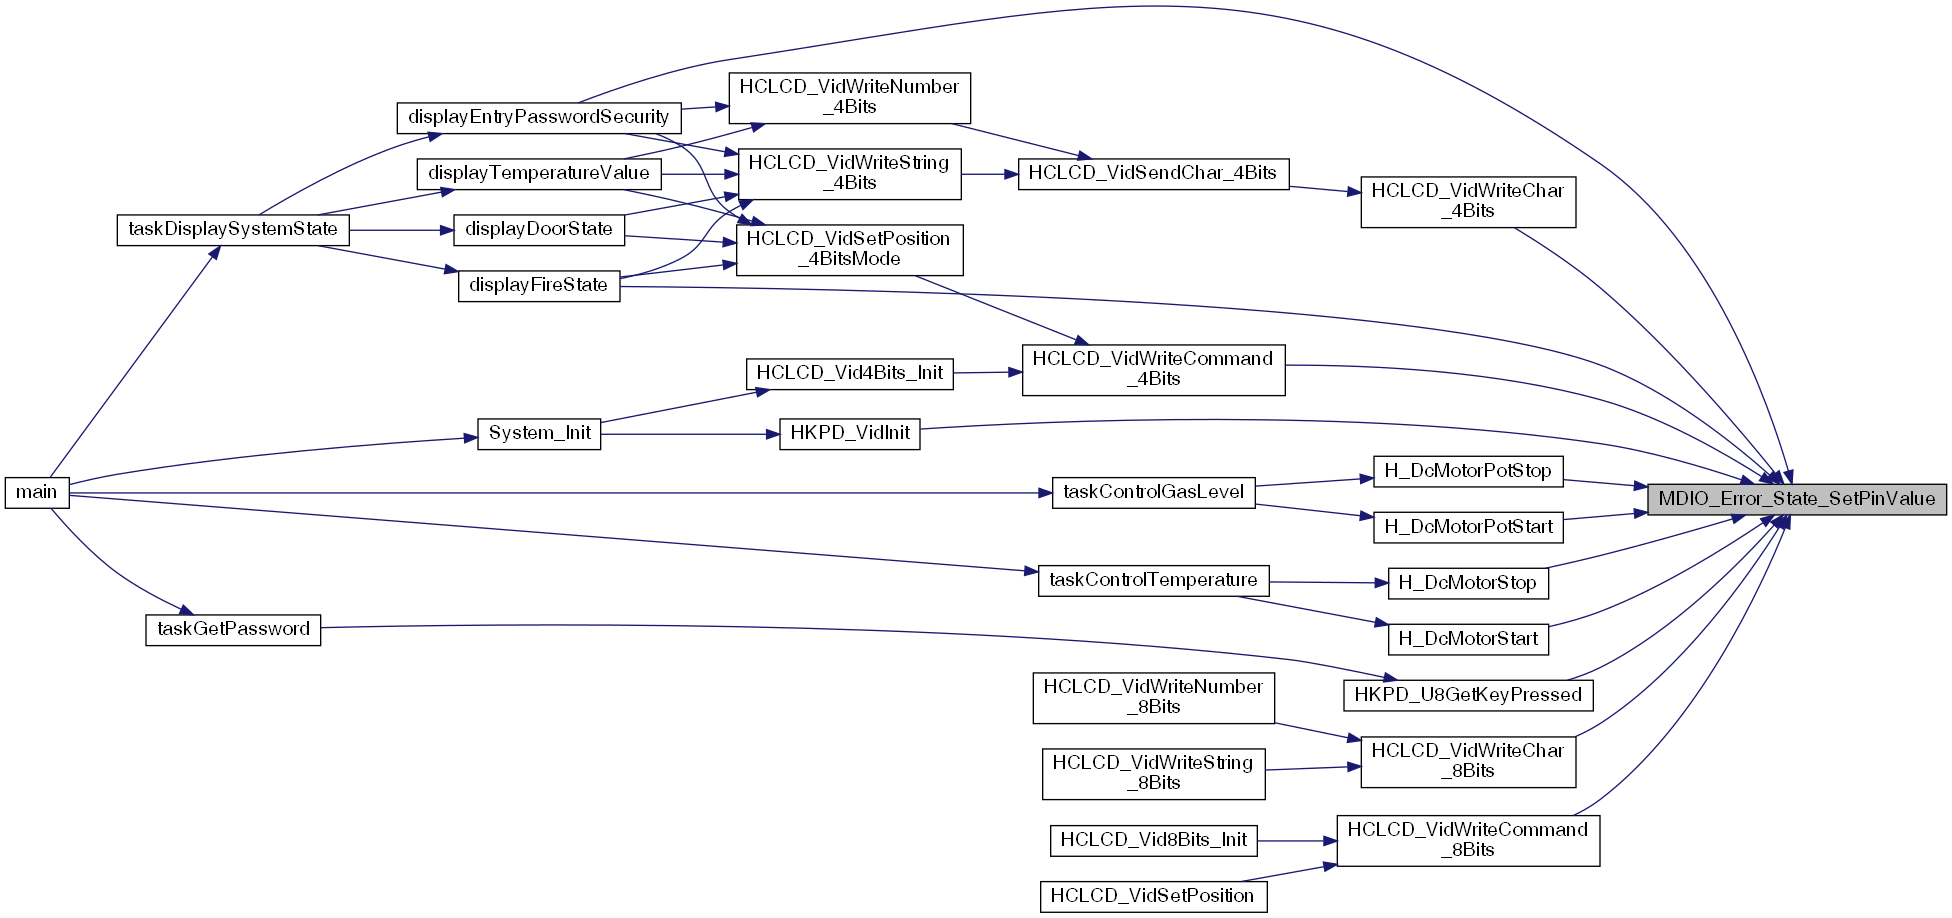 HCLCD_VidWriteNumber
_4Bits
displayEntryPasswordSecurity
HCLCD_VidWriteString
_4Bits
displayTemperatureValue
HCLCD_VidSendChar_4Bits
HCLCD_VidWriteChar
_4Bits
taskDisplaySystemState
displayDoorState
HCLCD_VidSetPosition
_4BitsMode
displayFireState
HCLCD_VidWriteCommand
_4Bits
HCLCD_Vid4Bits_Init
System_Init
HKPD_VidInit
H_DcMotorPotStop
main
taskControlGasLevel
MDIO_Error_State_SetPinValue
H_DcMotorPotStart
taskControlTemperature
H_DcMotorStop
taskGetPassword
H_DcMotorStart
HCLCD_VidWriteNumber
_8Bits
HKPD_U8GetKeyPressed
HCLCD_VidWriteString
_8Bits
HCLCD_VidWriteChar
_8Bits
HCLCD_Vid8Bits_Init
HCLCD_VidWriteCommand
_8Bits
HCLCD_VidSetPosition